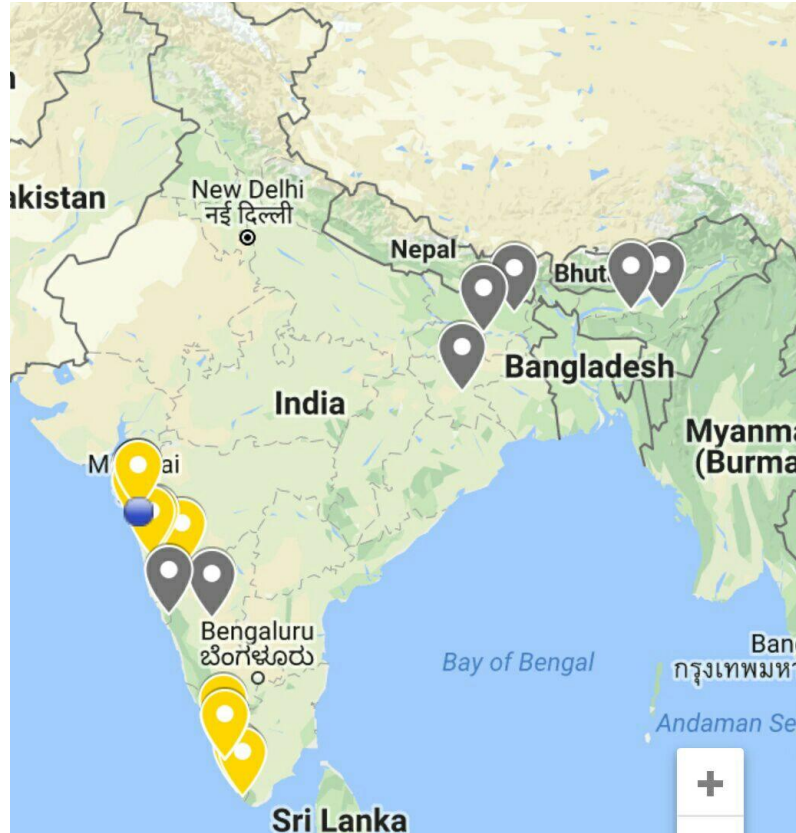 akistan
New Delhi
नई दिल्ली
Nepal
Bhut
Bangladesh
India
M ai
Myanma
(Burma
Bengaluru
ಬೆಂಗಳೂರು
Bay of Bengal
Ban
กรุงเทพมห
Andaman Se
Sri Lanka
+